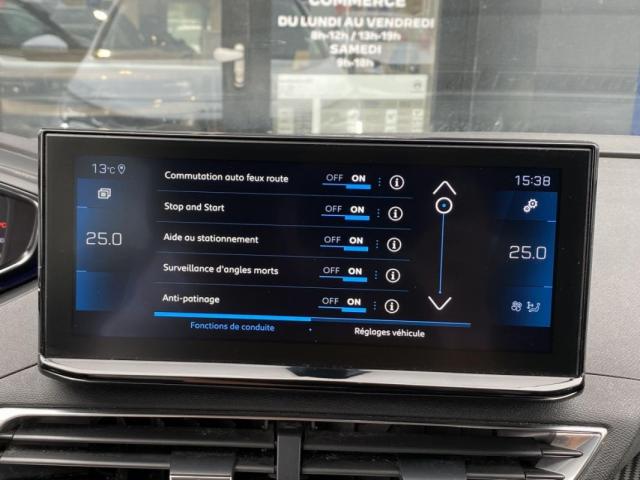 COMMERCE
DU LUNDI AU VENDREDI
8h-12h / 13h-19h
SAMEDI
9h-18h
13°C
15:38
Commutation auto feux route OFF ON
Stop and Start OFF ON
Aide au stationnement OFF ON
Surveillance d'angles morts OFF ON
Anti-patinage OFF ON
25.0
25.0
Fonctions de conduite
Réglages véhicule